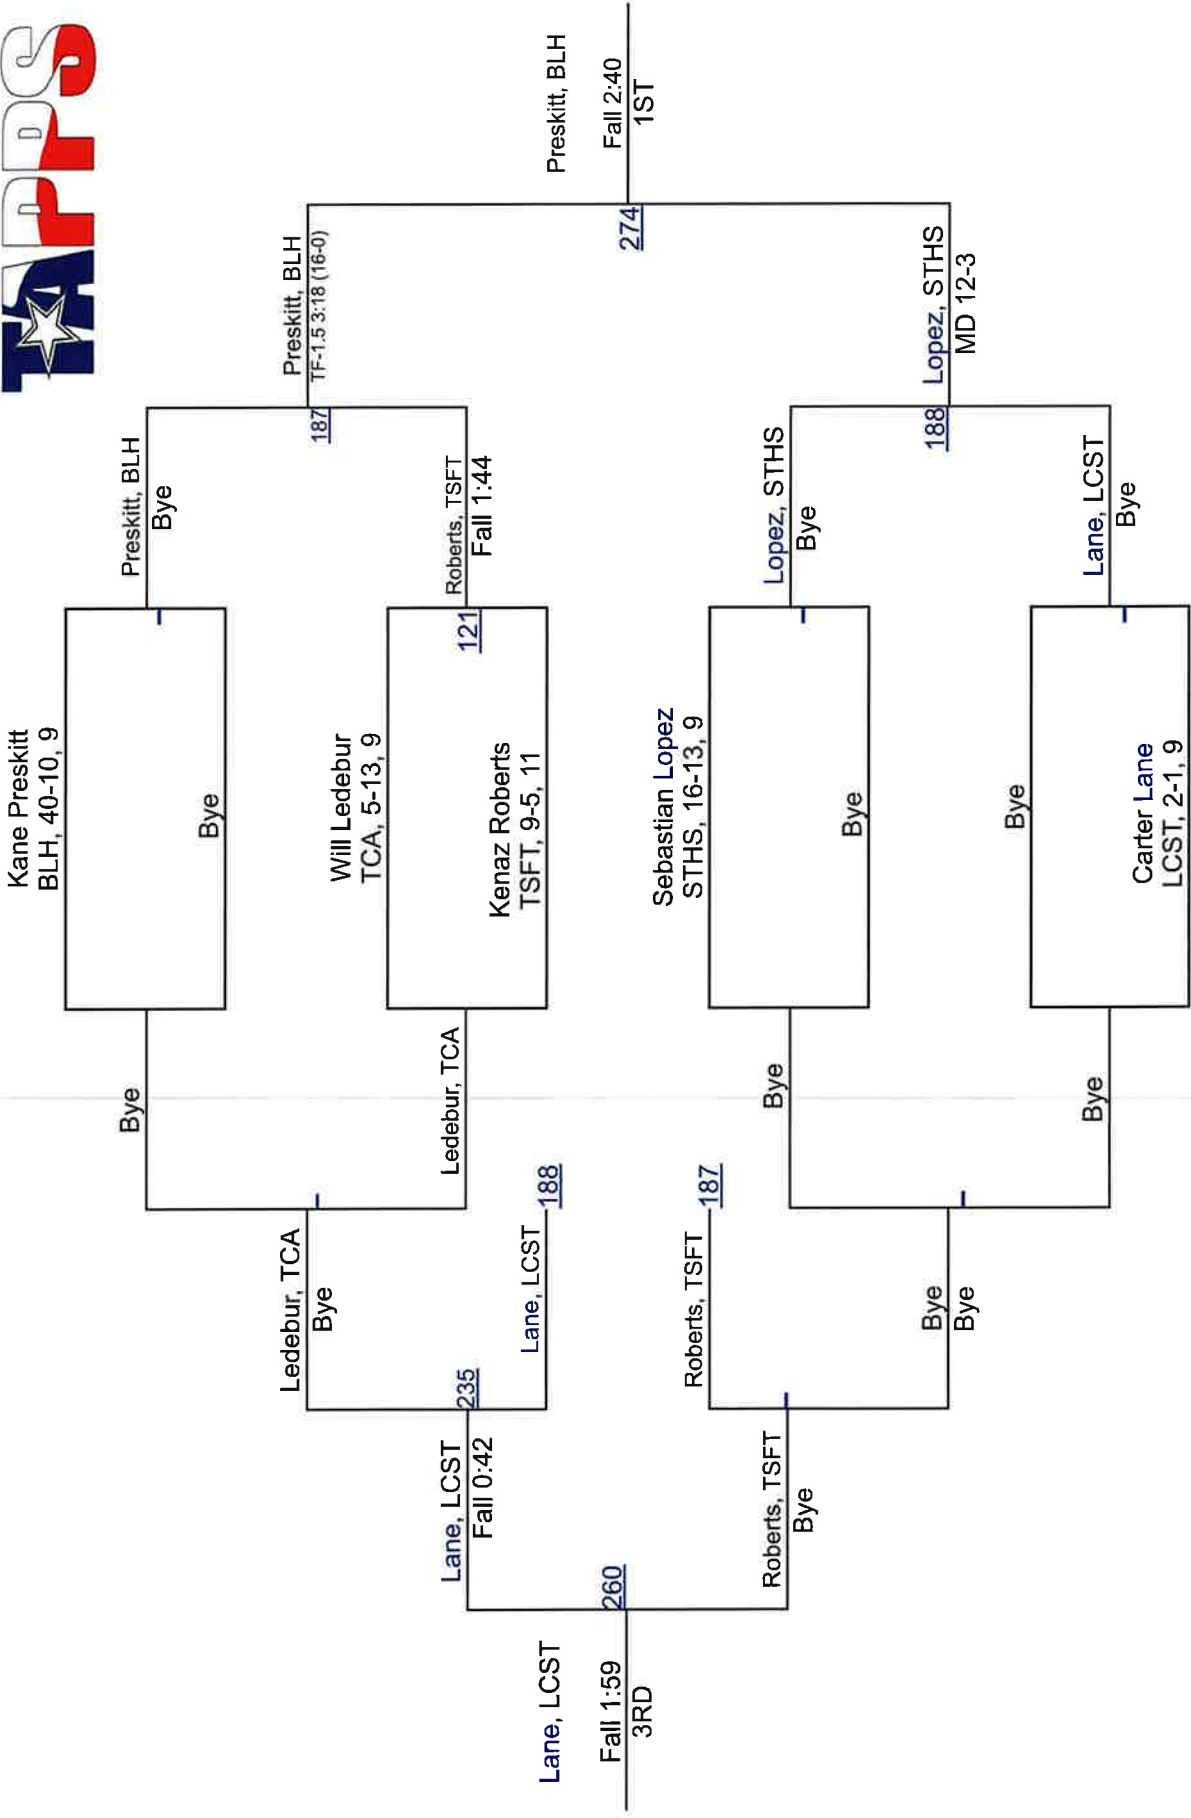 TAPPS
Kane Preskitt
BLH, 40-10, 9
Bye
Preskitt, BLH
Bye
Will Ledebur
TCA, 5-13, 9
Kenaz Roberts
TSFT, 9-5, 11
121
Roberts, TSFT
Fall 1:44
187
Preskitt, BLH
TF-1.5 3:18 (16-0)
Sebastian Lopez
STHS, 16-13, 9
Bye
Lopez, STHS
Bye
Bye
Carter Lane
LCST, 2-1, 9
Lane, LCST
Bye
188
Lopez, STHS
MD 12-3
274
Preskitt, BLH
Fall 2:40
1ST
Bye
Ledebur, TCA
Ledebur, TCA
Bye
Lane, LCST
188
235
Lane, LCST
Fall 0:42
Roberts, TSFT
187
Bye
Bye
Bye
Bye
Roberts, TSFT
Bye
260
Lane, LCST
Fall 1:59
3RD